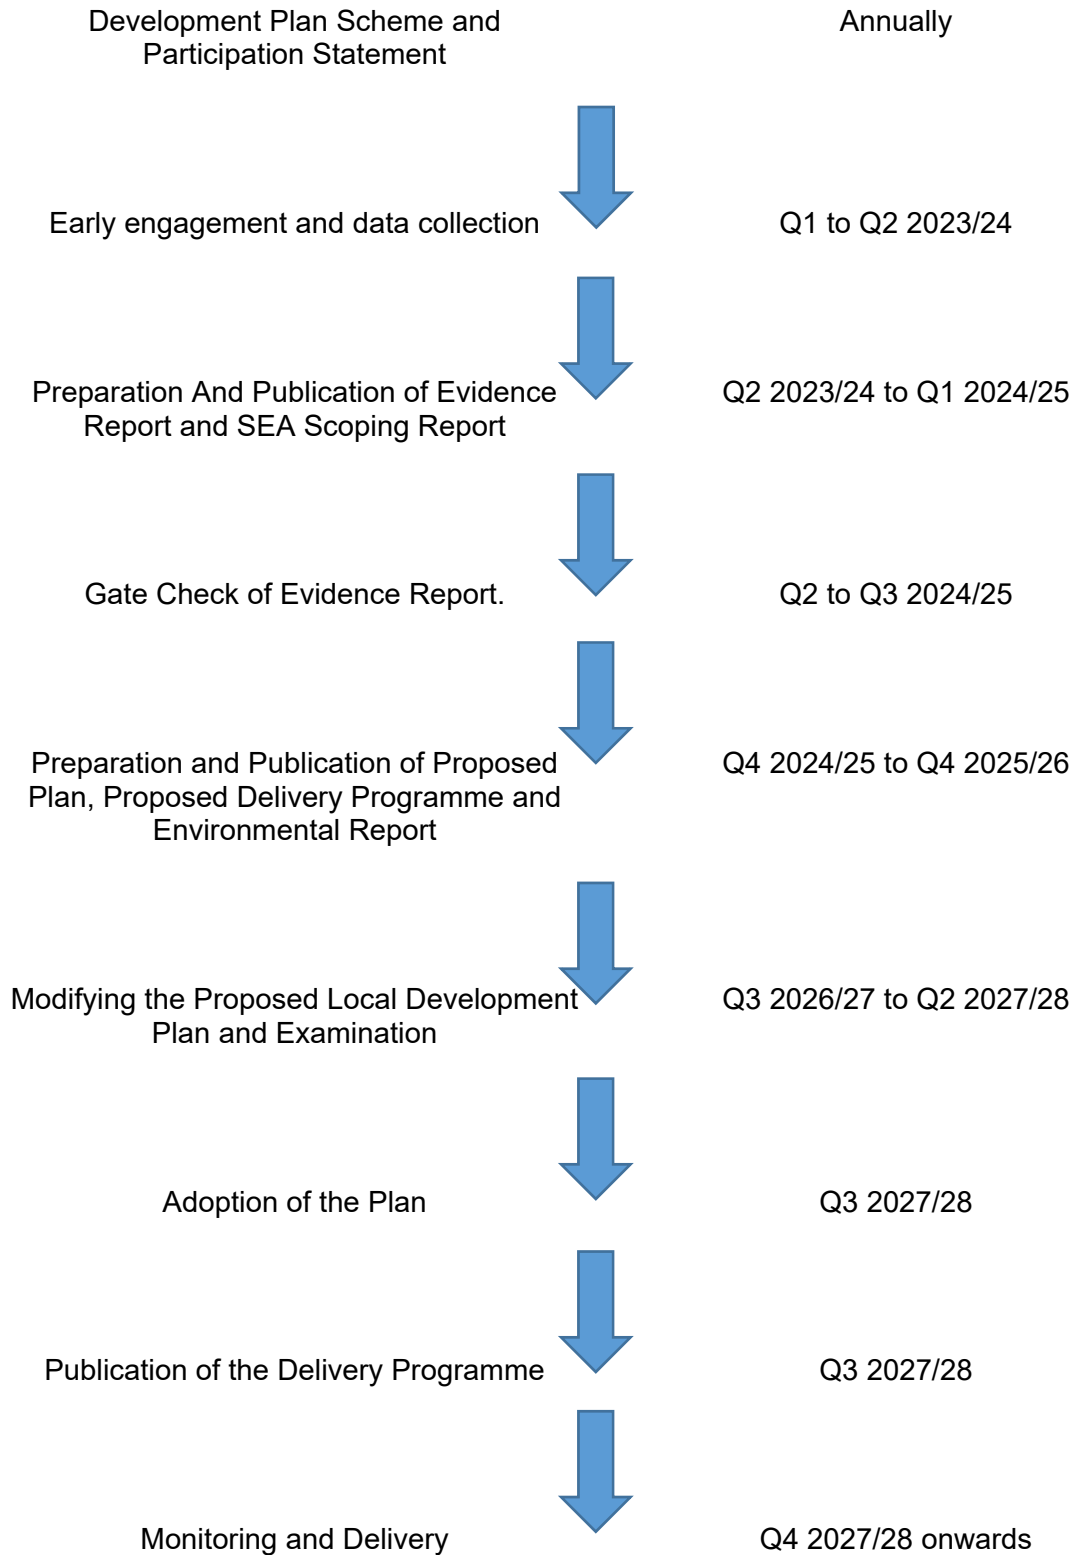 Development Plan Scheme and
Participation Statement
Annually
Early engagement and data collection
Q1 to Q2 2023/24
Preparation And Publication of Evidence
Report and SEA Scoping Report
Q2 2023/24 to Q1 2024/25
Gate Check of Evidence Report.
Q2 to Q3 2024/25
Preparation and Publication of Proposed
Plan, Proposed Delivery Programme and
Environmental Report
Q4 2024/25 to Q4 2025/26
Modifying the Proposed Local Development
Plan and Examination
Q3 2026/27 to Q2 2027/28
Adoption of the Plan
Q3 2027/28
Publication of the Delivery Programme
Q3 2027/28
Monitoring and Delivery
Q4 2027/28 onwards